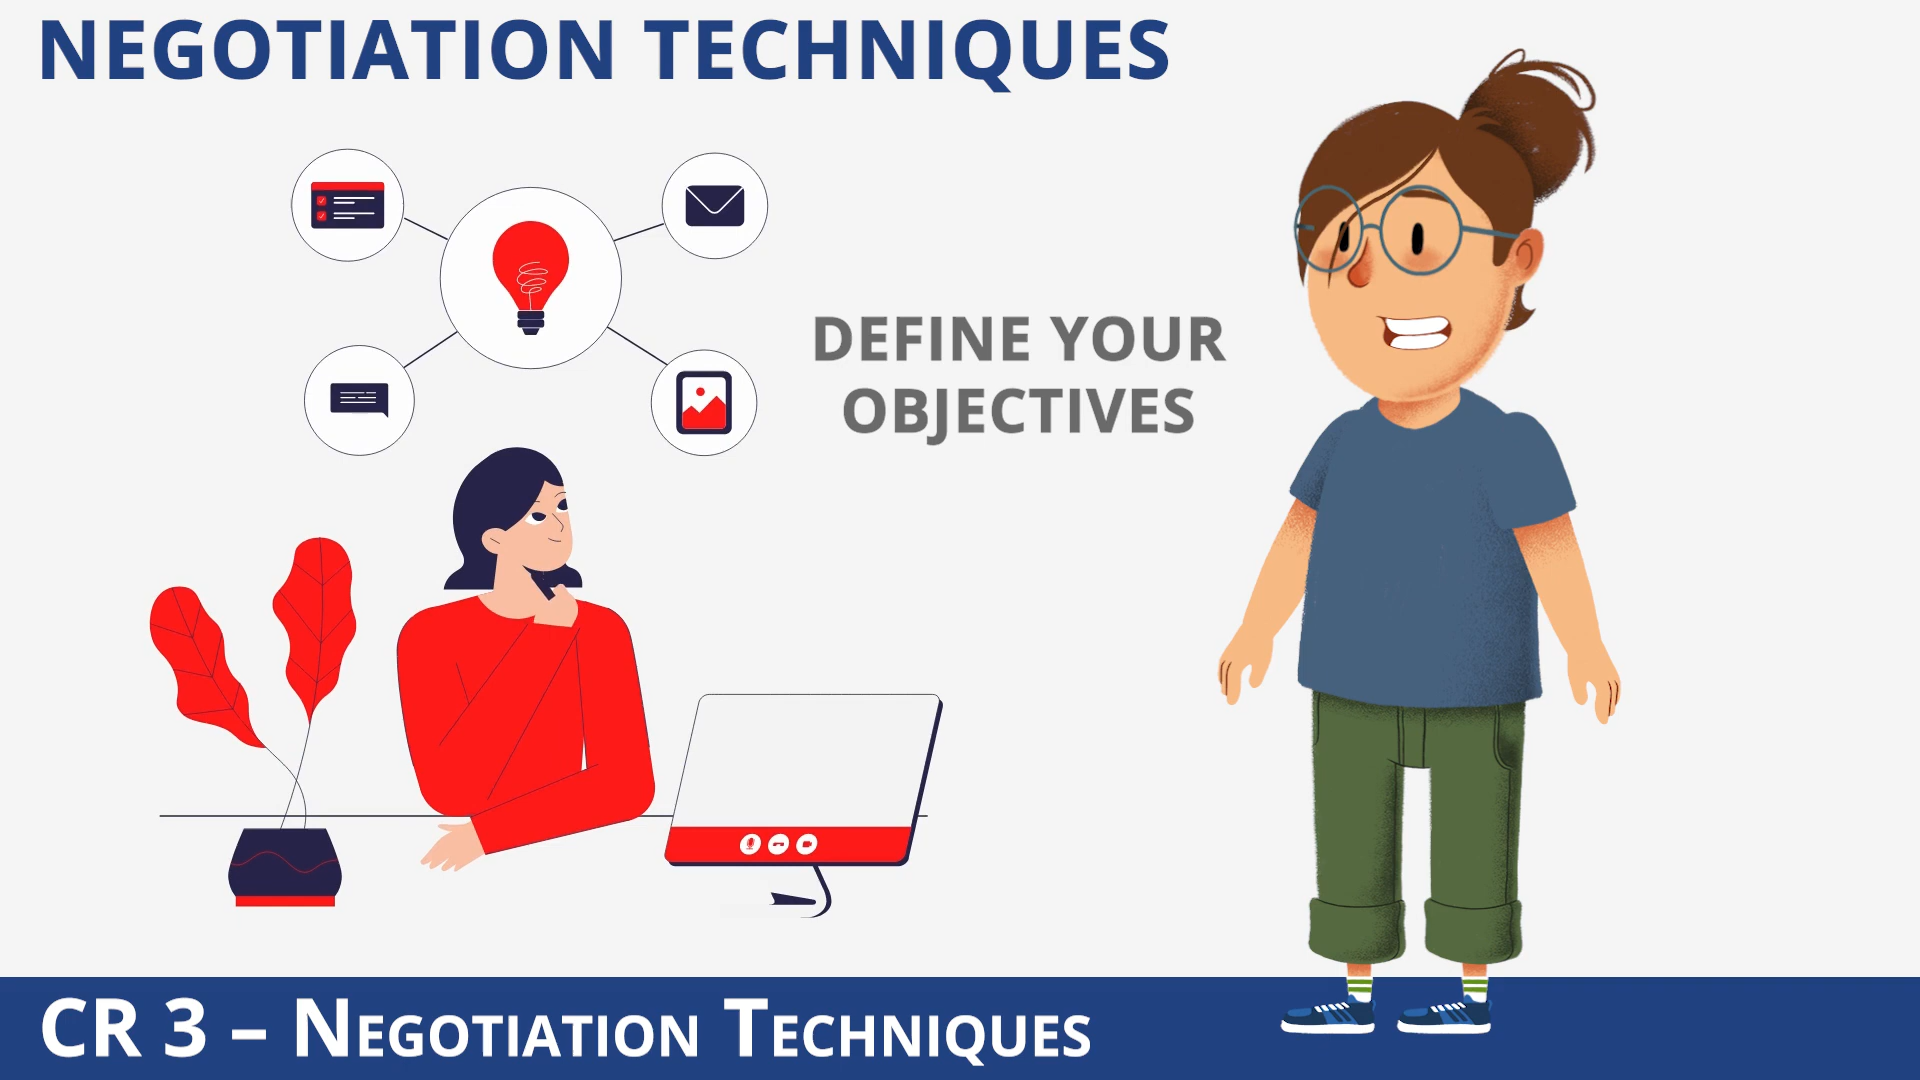 NEGOTIATION TECHNIQUES
DEFINE YOUR
OBJECTIVES
CR 3 – Negotiation Techniques